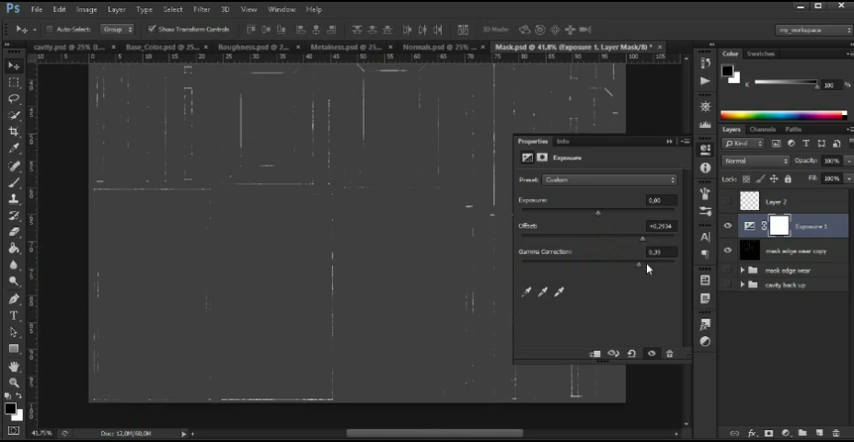 Ps File Edit Image Layer Type Select Filter 3D View Window Help
Auto-Select: Group Show Transform Controls 3D Mode: my_workspace
cavity.psd @ 25% (L... × Base_Color.psd @ 25... × Roughness.psd @ 2... × Metalness.psd @ 25%... × Normals.psd @ 25% ... × Mask.psd @ 41,8% (Exposure 1, Layer Mask/8) * ×
Color Swatches
K 100 %
Properties Info
Exposure
Preset: Custom
Exposure: 0,00
Offset:
Gamma Correction: 0,39
Layers Channels Paths
Kind
Normal Opacity: 100%
Lock: Fill: 100%
Layer 2
Exposure 1
mask edge wear copy
mask edge wear
cavity back up
41,75% Doc: 12,0M/60,0M